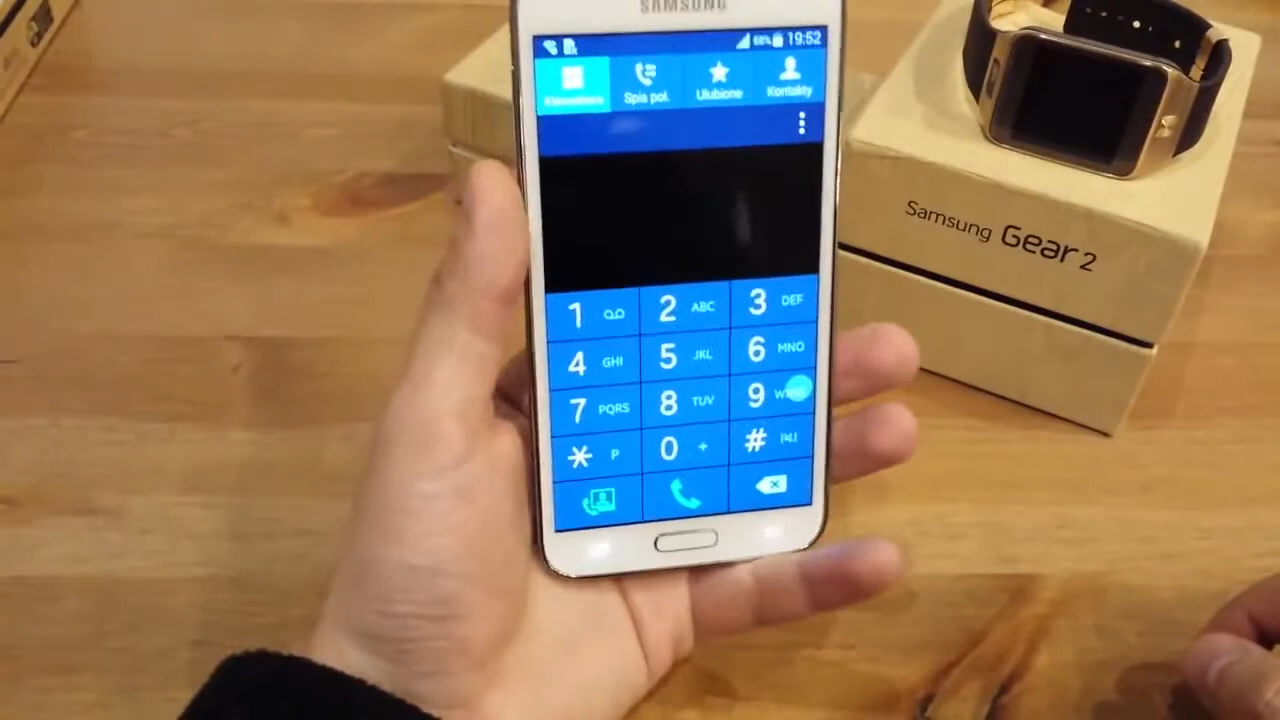 SAMSUNG
68% 19:52
Spis poł. Ulubione Kontakty
1 2 ABC 3 DEF
4 GHI 5 JKL 6 MNO
7 PQRS 8 TUV 9
* P 0 + #
Samsung Gear 2